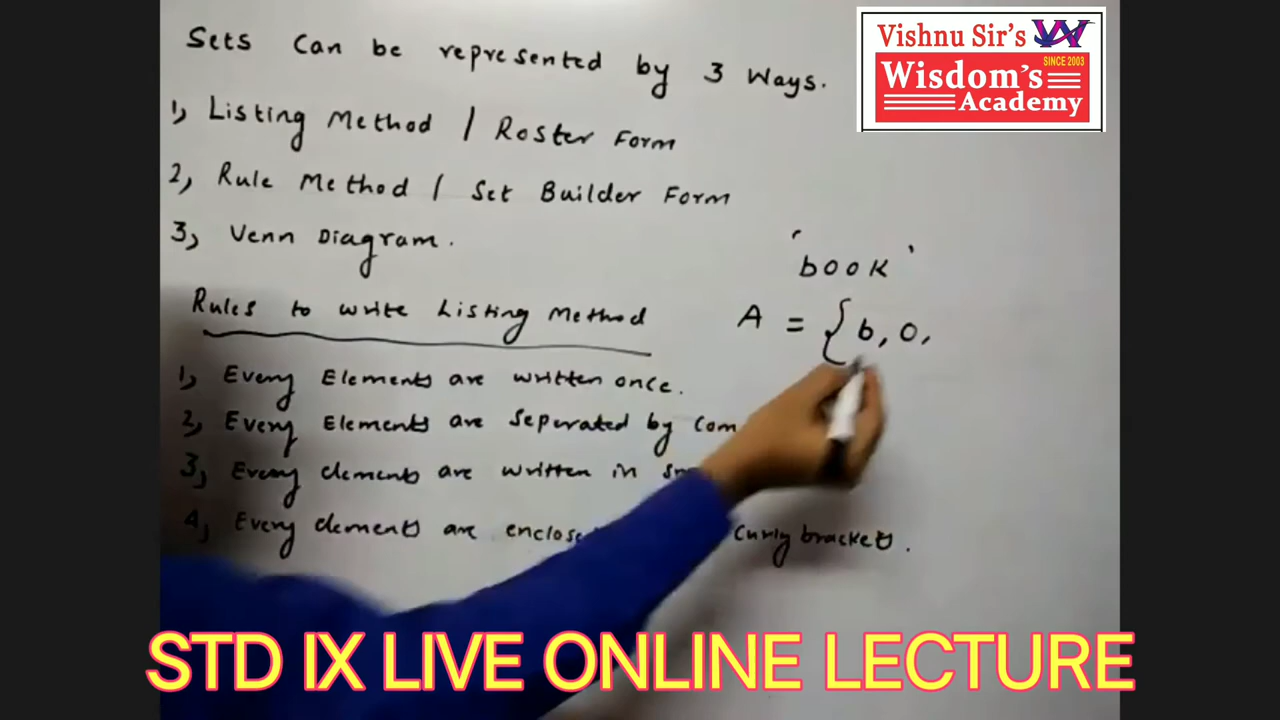 Sets Can be represented by 3 Ways.
1, Listing Method / Roster Form
2, Rule Method / Set Builder Form
3, Venn Diagram.
Rules to write Listing Method
1, Every Elements are written once.
2, Every Elements are Seperated by Com
3, Every elements are written in
4, Every elements are enclose Curly brackets.
'book'
A = { b, o,
Vishnu Sir's
SINCE 2003
Wisdom's
Academy
STD IX LIVE ONLINE LECTURE